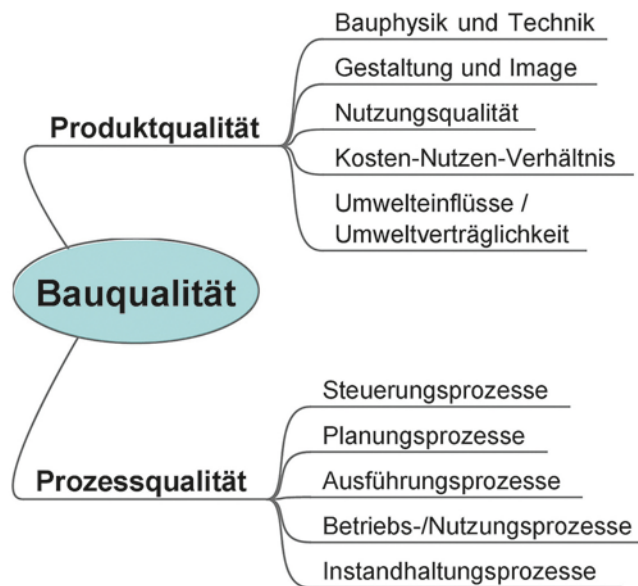 Bauphysik und Technik
Gestaltung und Image
Produktqualität
Nutzungsqualität
Kosten-Nutzen-Verhältnis
Umwelteinflüsse /
Umweltverträglichkeit
Bauqualität
Steuerungsprozesse
Planungsprozesse
Prozessqualität
Ausführungsprozesse
Betriebs-/Nutzungsprozesse
Instandhaltungsprozesse